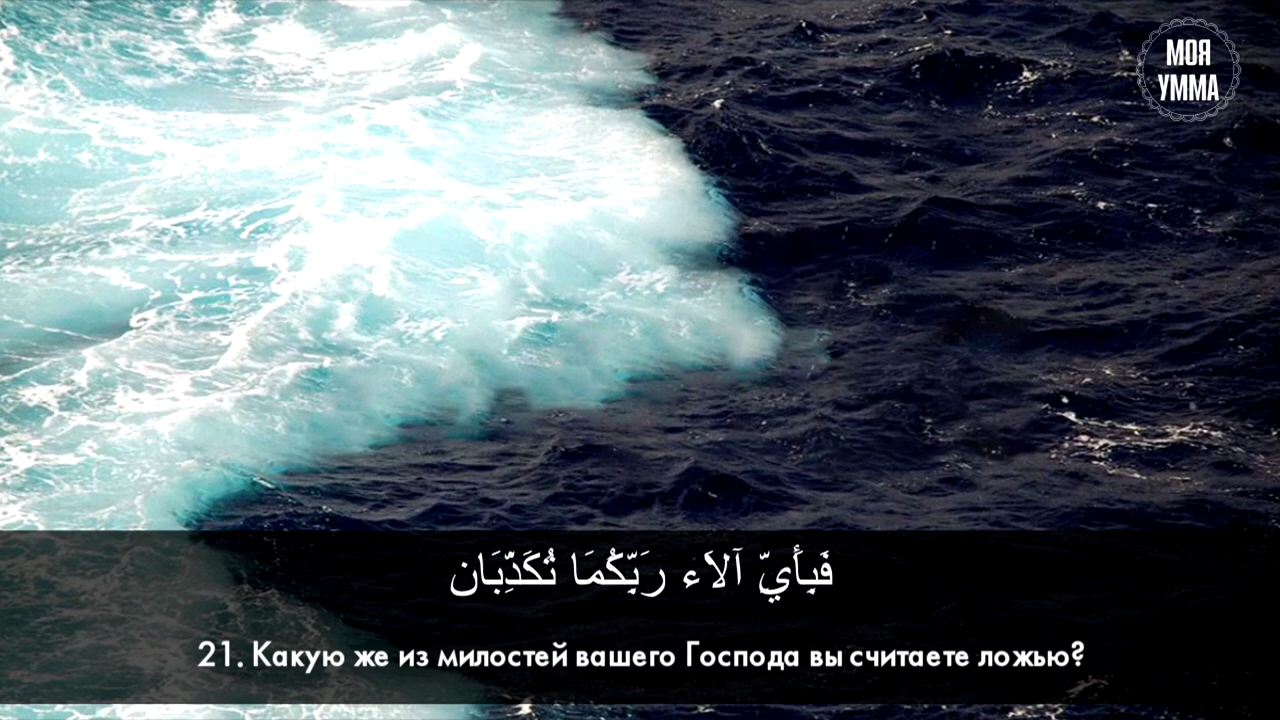 МОЯ
УММА
فَبِأَيِّ آلَاء رَبِّكُمَا تُكَذِّبَان
21. Какую же из милостей вашего Господа вы считаете ложью?